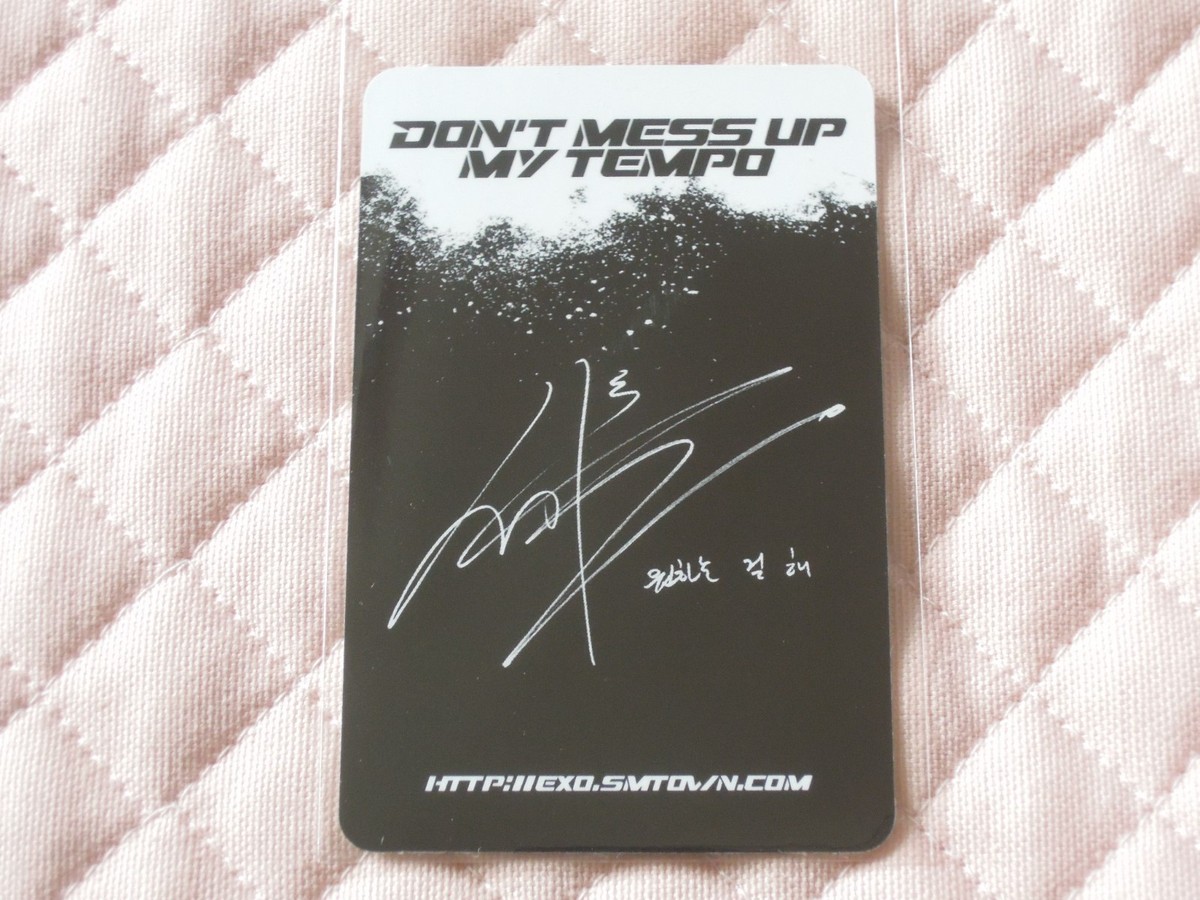 DON'T MESS UP
MY TEMPO
원하는 걸 해
HTTP://EXO.SMTOWN.COM